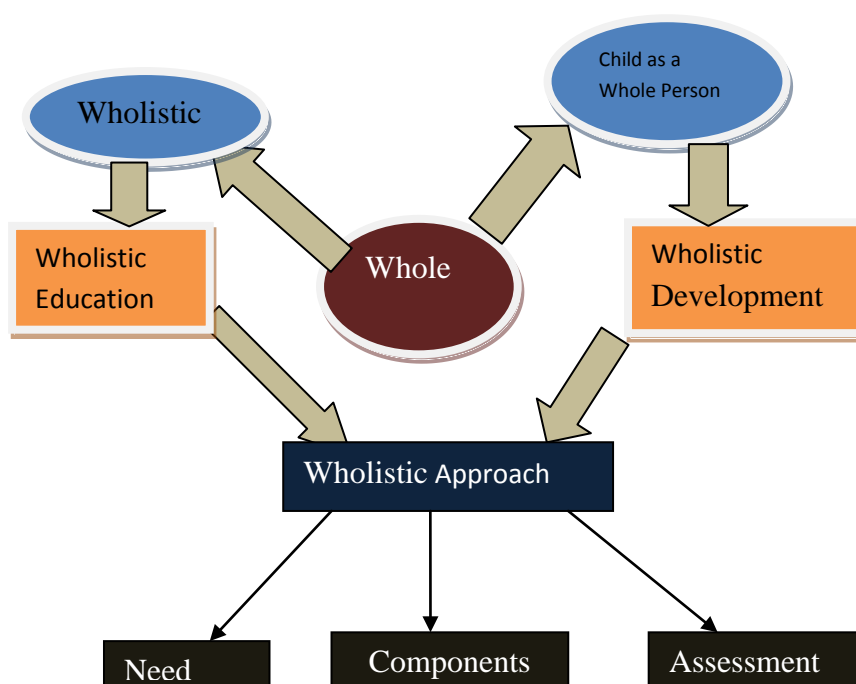 Child as a
Whole Person
Wholistic
Wholistic
Education
Whole
Wholistic
Development
Wholistic Approach
Need
Components
Assessment